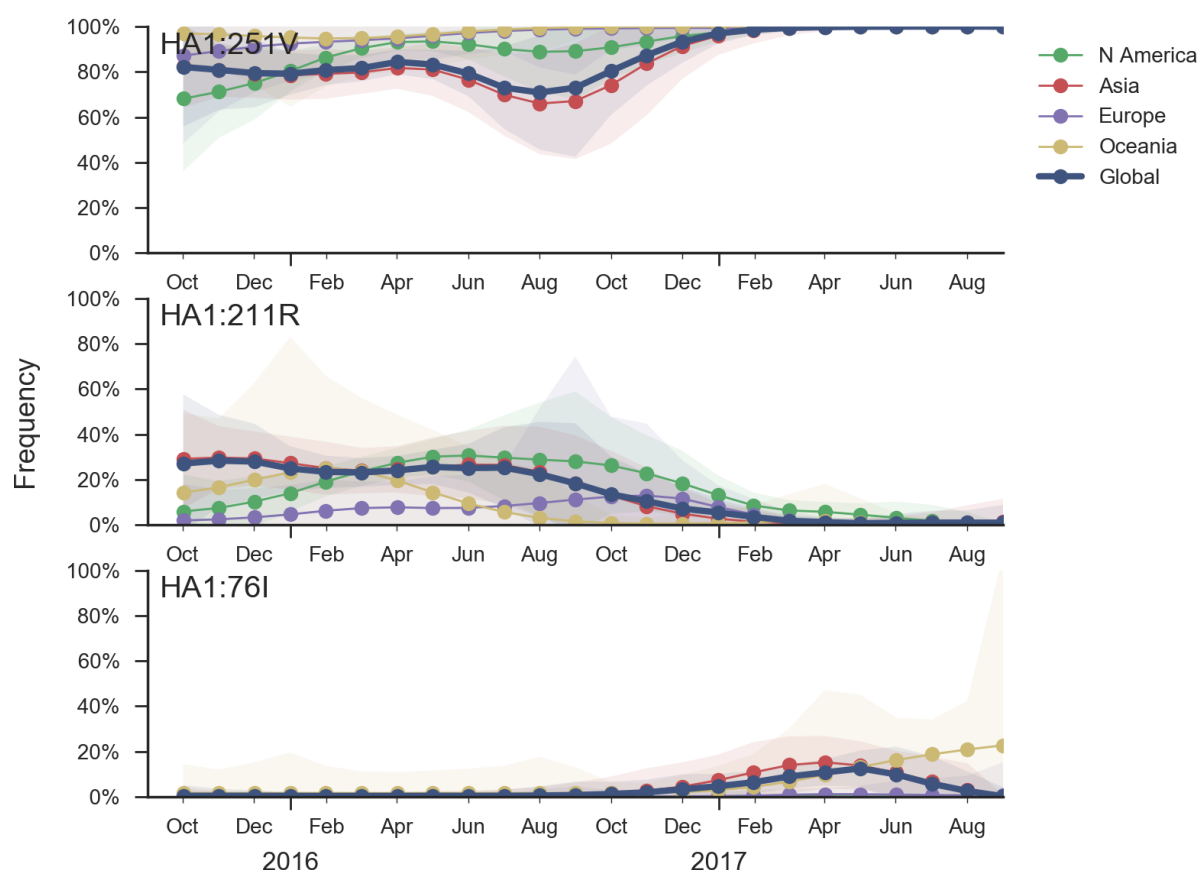 100%
HA1:251V
80%
60%
40%
20%
0%
Oct Dec Feb Apr Jun Aug Oct Dec Feb Apr Jun Aug
N America
Asia
Europe
Oceania
Global
Frequency
100%
HA1:211R
80%
60%
40%
20%
0%
Oct Dec Feb Apr Jun Aug Oct Dec Feb Apr Jun Aug
100%
HA1:76I
80%
60%
40%
20%
0%
Oct Dec Feb Apr Jun Aug Oct Dec Feb Apr Jun Aug
2016 2017